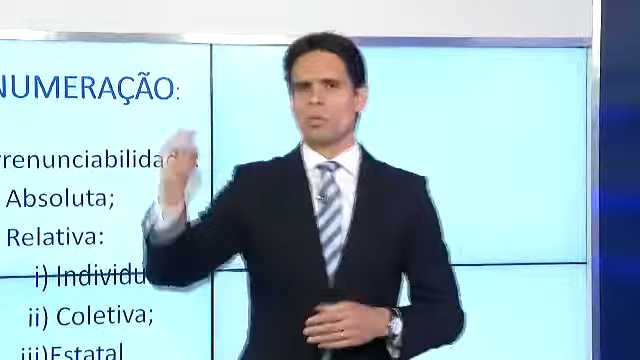 NUMERAÇÃO:
rrenunciabilidad
Absoluta;
Relativa:
i) Individu
ii) Coletiva;
iii)Estatal